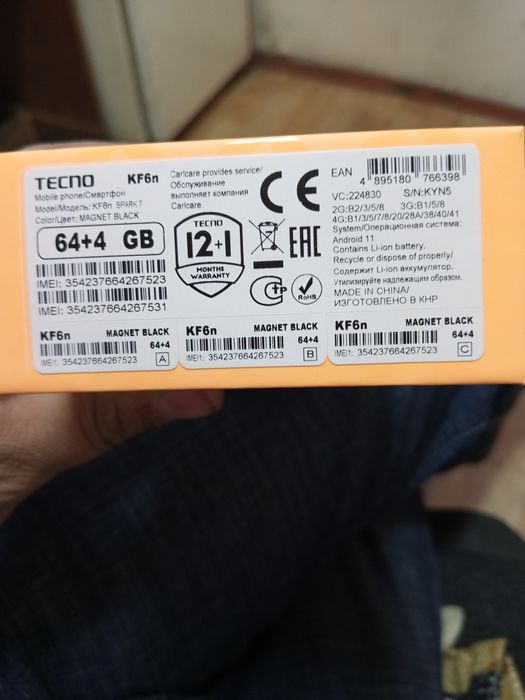 TECNO KF6n
Mobile phone/Смартфон
Model/Модель: KF6n SPARK 7
Color/Цвет: MAGNET BLACK
64+4 GB
IMEI: 354237664267523
IMEI: 354237664267531
Carlcare provides service/
Обслуживание
выполняет компания
Carlcare.
TECNO
12+1
MONTHS
WARRANTY
CE
EAC
RoHS
EAN
4 895180 766398
VC:224830 S/N:KYN5
2G:B2/3/5/8 3G:B1/5/8
4G:B1/3/5/7/8/20/28A/38/40/41
System/Операционная система:
Android 11
Contains Li-ion battery.
Recycle or dispose of properly/
Содержит Li-ion аккумулятор.
Утилизируйте надлежащим образом.
MADE IN CHINA/
ИЗГОТОВЛЕНО В КНР
KF6n MAGNET BLACK
64+4
IMEI1: 354237664267523 A
KF6n MAGNET BLACK
64+4
IMEI1: 354237664267523 B
KF6n MAGNET BLACK
64+4
IMEI1: 354237664267523 C